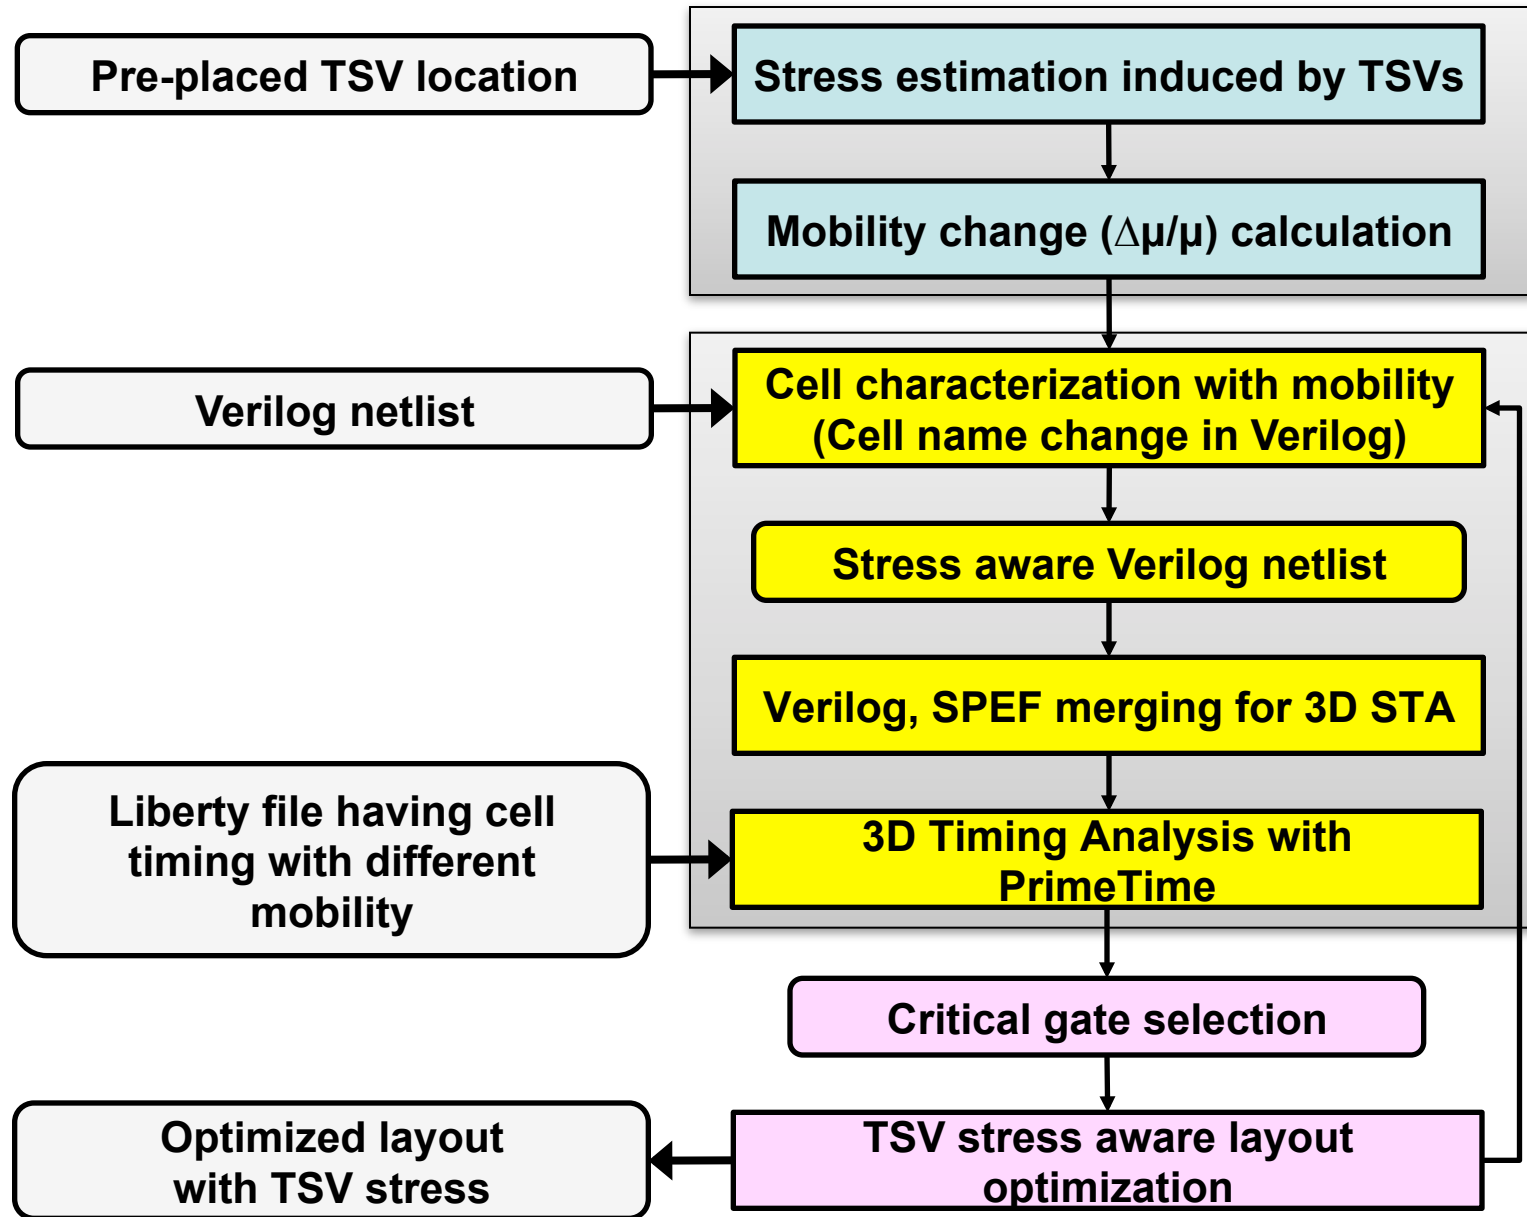 Pre-placed TSV location
Stress estimation induced by TSVs
Mobility change (∆µ/µ) calculation
Verilog netlist
Cell characterization with mobility
(Cell name change in Verilog)
Stress aware Verilog netlist
Verilog, SPEF merging for 3D STA
Liberty file having cell
timing with different
mobility
3D Timing Analysis with
PrimeTime
Critical gate selection
Optimized layout
with TSV stress
TSV stress aware layout
optimization